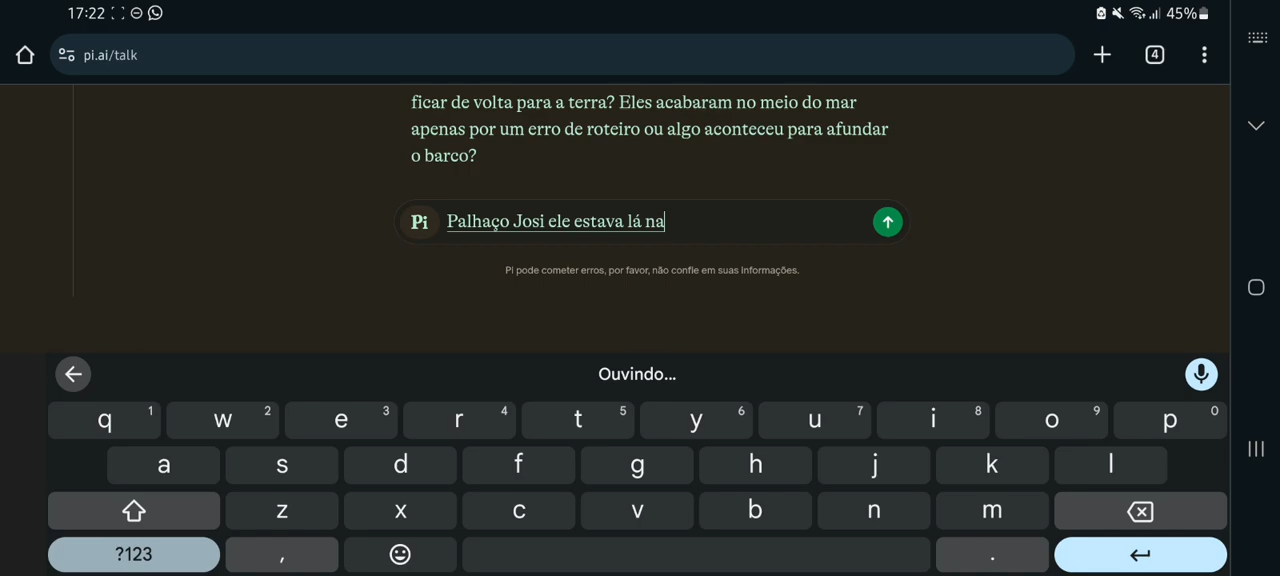 17:22
45%
pi.ai/talk
4
ficar de volta para a terra? Eles acabaram no meio do mar
apenas por um erro de roteiro ou algo aconteceu para afundar
o barco?
Pi Palhaço Josi ele estava lá na
Pi pode cometer erros, por favor, não confie em suas informações.
Ouvindo...
q 1 w 2 e 3 r 4 t 5 y 6 u 7 i 8 o 9 p 0
a s d f g h j k l
z x c v b n m
?123 , .